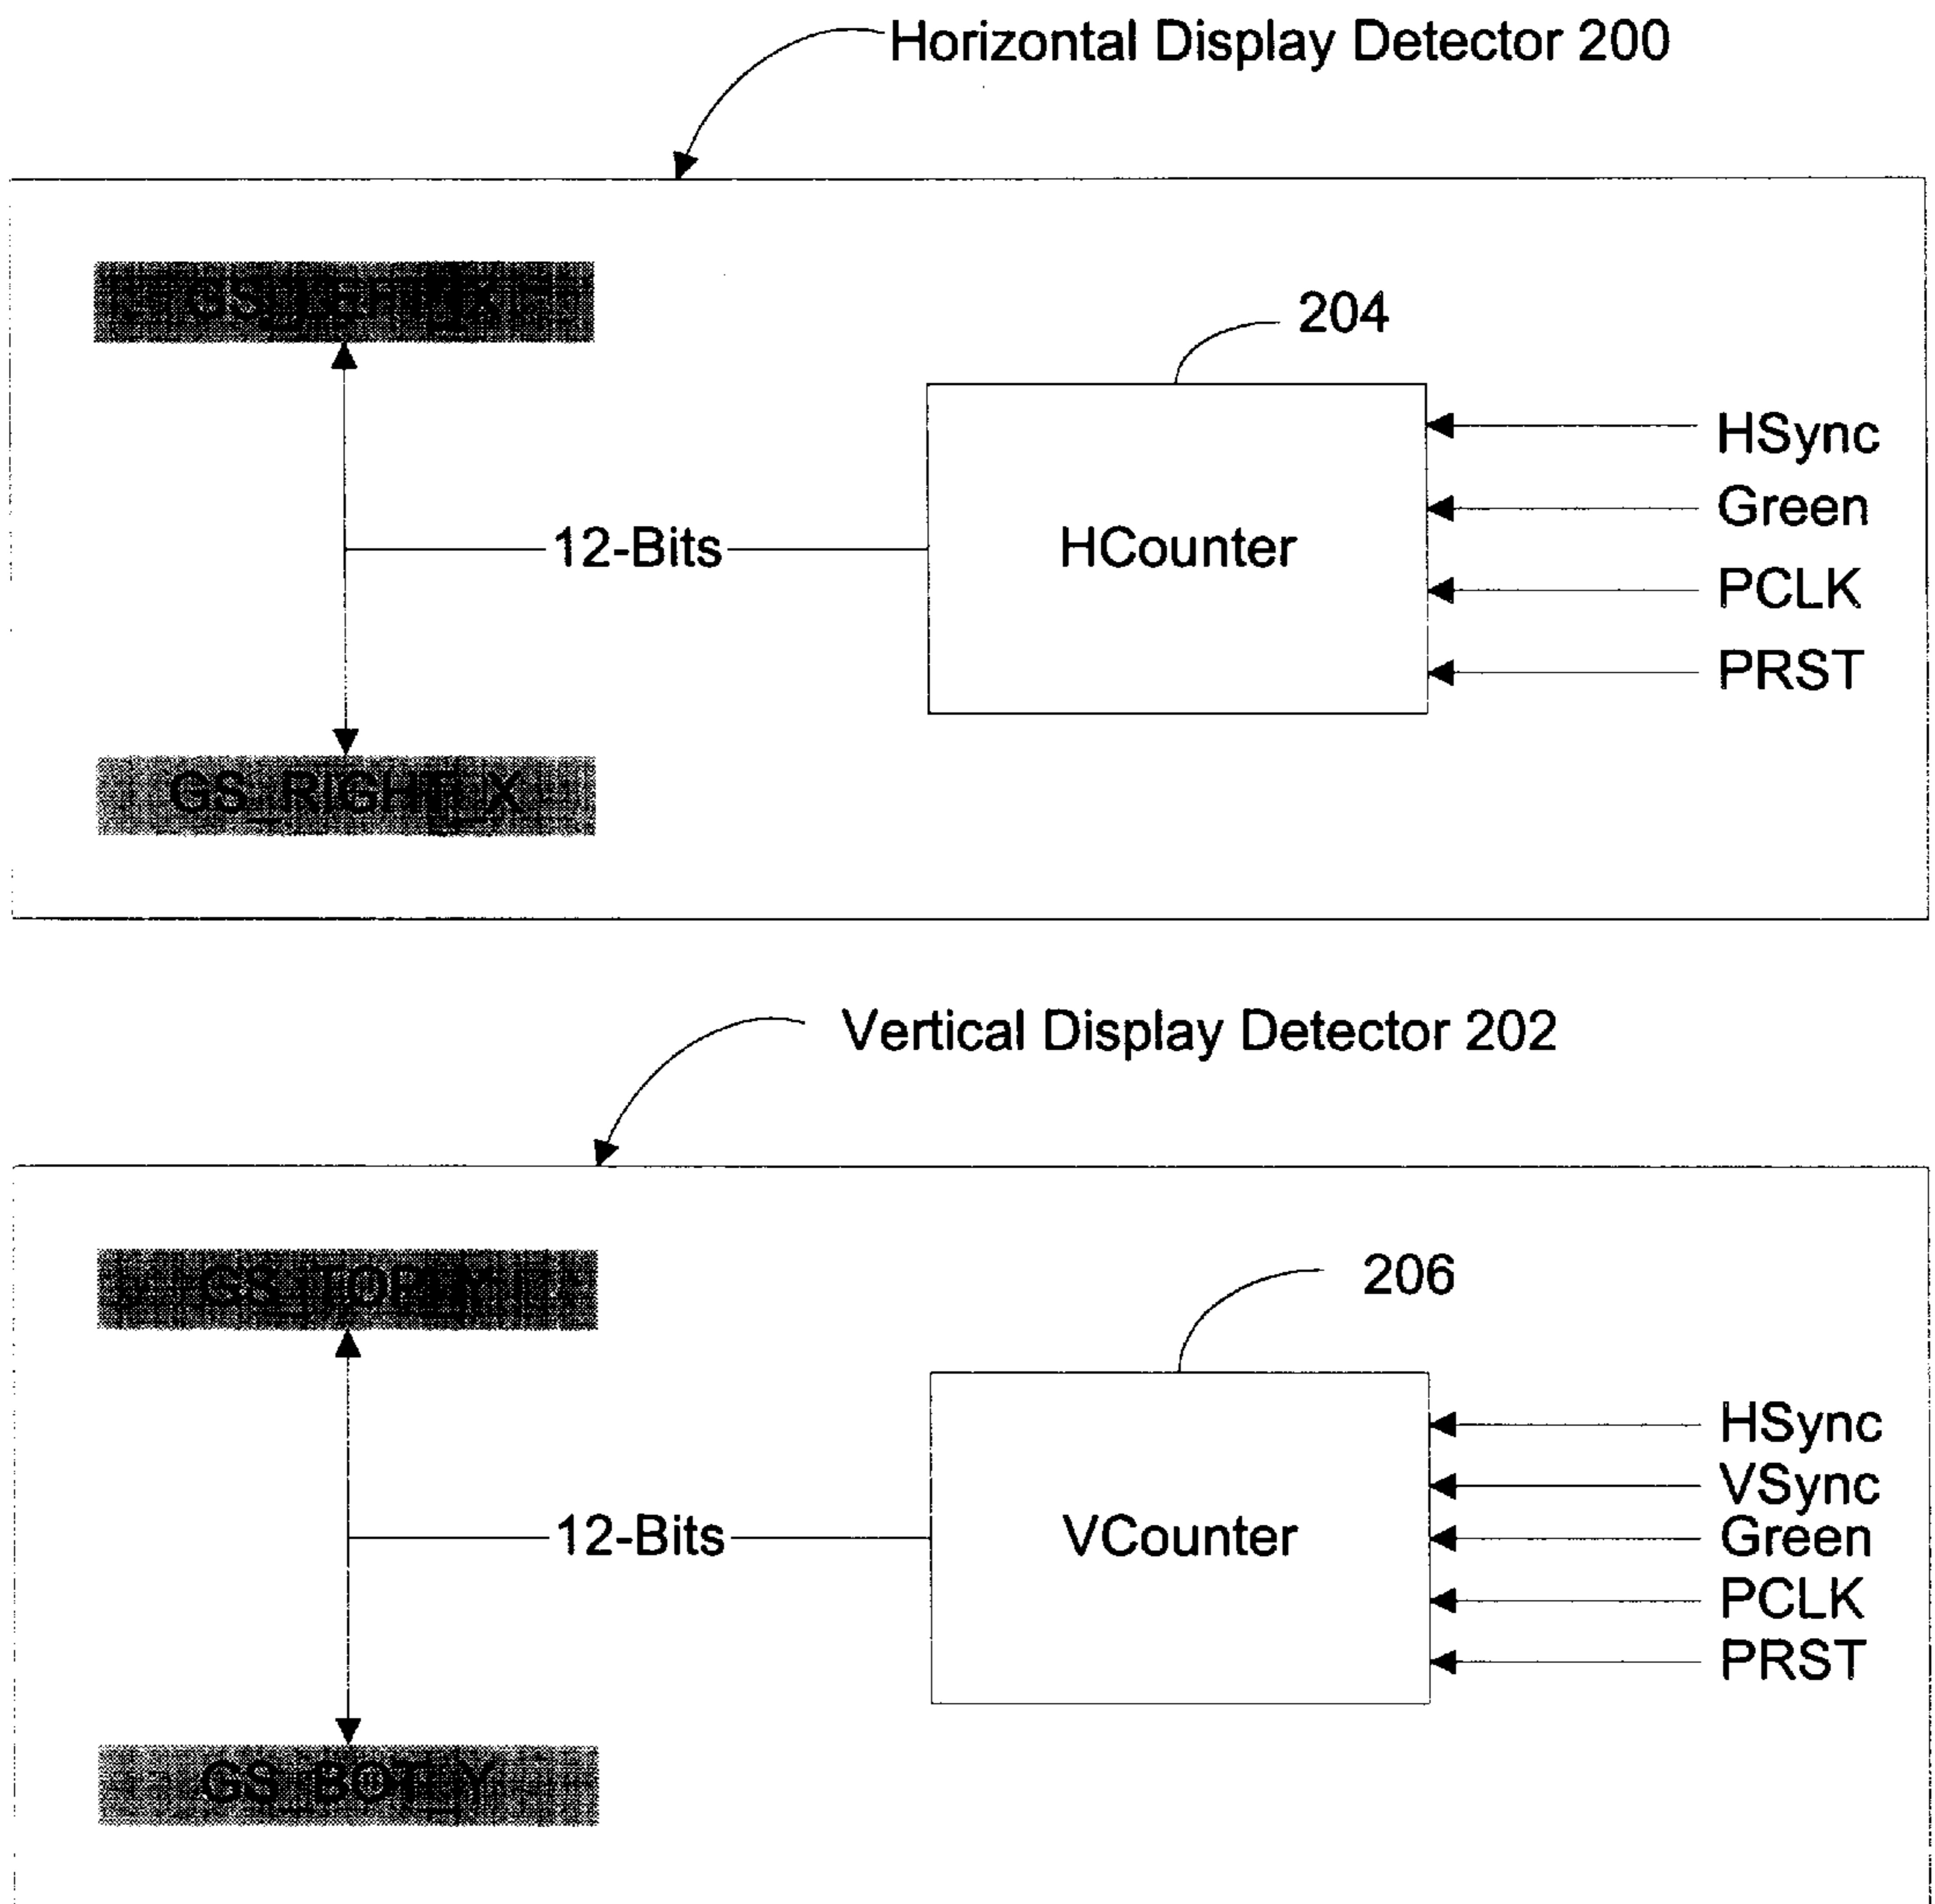 Horizontal Display Detector 200
GS_LEFT_X
204
HSync
Green
12-Bits
HCounter
PCLK
PRST
GS_RIGHT_X
Vertical Display Detector 202
GS_TOP_Y
206
HSync
VSync
12-Bits
VCounter
Green
PCLK
PRST
GS_BOT_Y